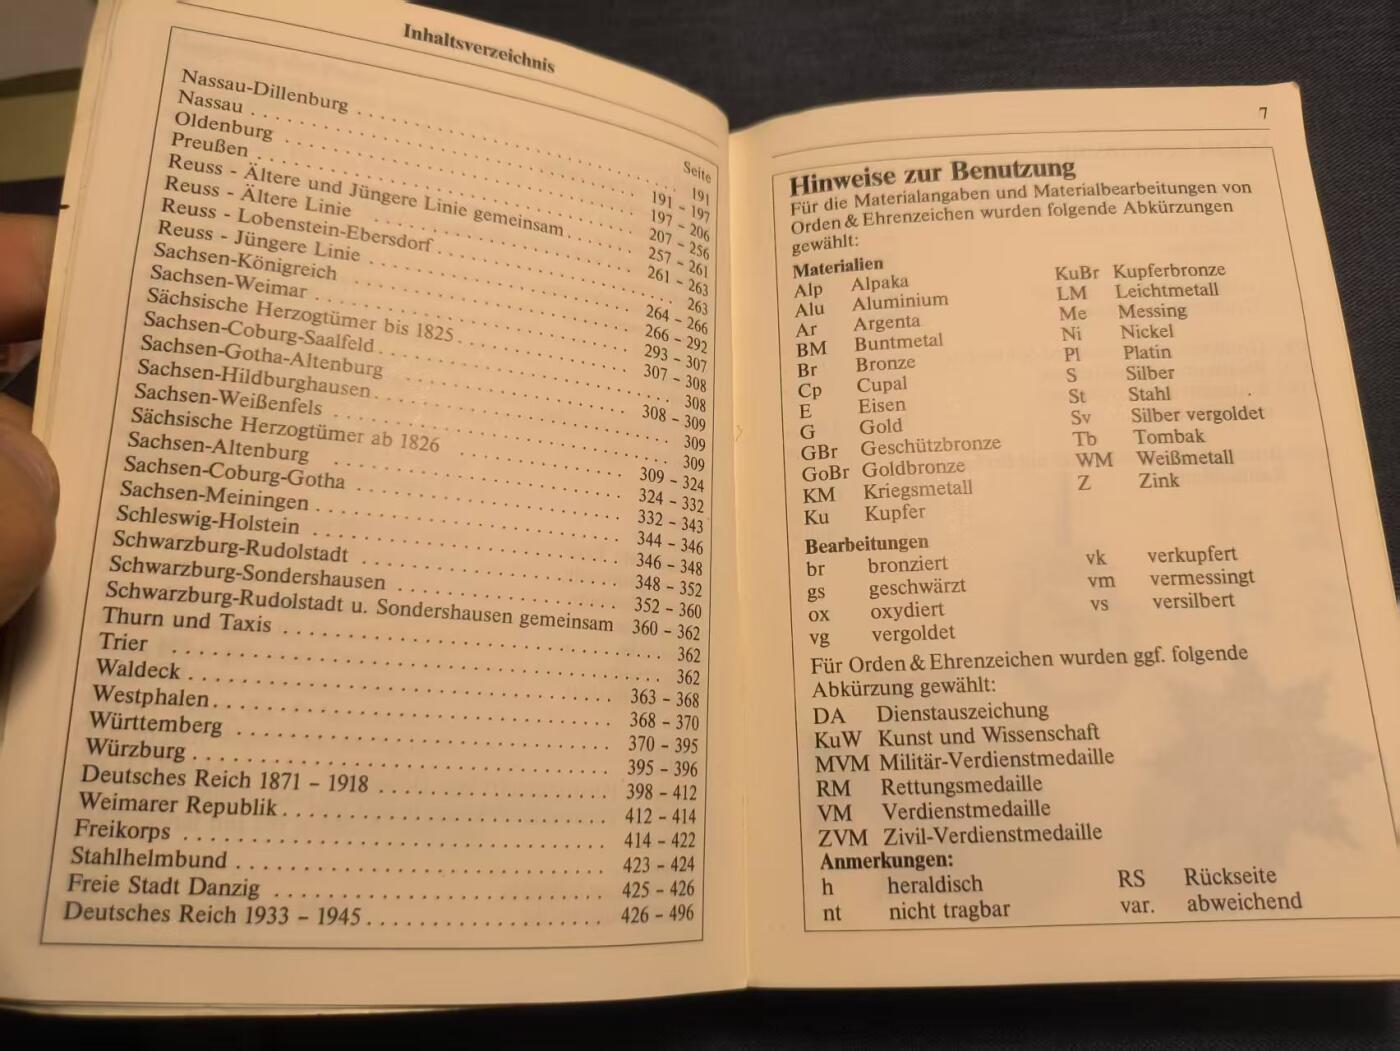 Inhaltsverzeichnis
Seite
Nassau-Dillenburg . . . . . . . . . . 191
Nassau . . . . . . . . . . 191 – 197
Oldenburg . . . . . . . . . . 197 – 206
Preußen . . . . . . . . . . 207 – 256
Reuss - Ältere und Jüngere Linie gemeinsam . . . . . . 257 – 261
Reuss - Ältere Linie . . . . . . . . . . 261 – 263
Reuss - Lobenstein-Ebersdorf . . . . . . . . . . 263
Reuss - Jüngere Linie . . . . . . . . . . 264 – 266
Sachsen-Königreich . . . . . . . . . . 266 – 292
Sachsen-Weimar . . . . . . . . . . 293 – 307
Sächsische Herzogtümer bis 1825 . . . . . . . . . . 307 – 308
Sachsen-Coburg-Saalfeld . . . . . . . . . . 308
Sachsen-Gotha-Altenburg . . . . . . . . . . 308 – 309
Sachsen-Hildburghausen . . . . . . . . . . 309
Sachsen-Weißenfels . . . . . . . . . . 309
Sächsische Herzogtümer ab 1826 . . . . . . . . . . 309 – 324
Sachsen-Altenburg . . . . . . . . . . 324 – 332
Sachsen-Coburg-Gotha . . . . . . . . . . 332 – 343
Sachsen-Meiningen . . . . . . . . . . 344 – 346
Schleswig-Holstein . . . . . . . . . . 346 – 348
Schwarzburg-Rudolstadt . . . . . . . . . . 348 – 352
Schwarzburg-Sondershausen . . . . . . . . . . 352 – 360
Schwarzburg-Rudolstadt u. Sondershausen gemeinsam 360 – 362
Thurn und Taxis . . . . . . . . . . 362
Trier . . . . . . . . . . 362
Waldeck . . . . . . . . . . 363 – 368
Westphalen . . . . . . . . . . 368 – 370
Württemberg . . . . . . . . . . 370 – 395
Würzburg . . . . . . . . . . 395 – 396
Deutsches Reich 1871 – 1918 . . . . . . . . . . 398 – 412
Weimarer Republik . . . . . . . . . . 412 – 414
Freikorps . . . . . . . . . . 414 – 422
Stahlhelmbund . . . . . . . . . . 423 – 424
Freie Stadt Danzig . . . . . . . . . . 425 – 426
Deutsches Reich 1933 – 1945 . . . . . . . . . . 426 – 496
7
Hinweise zur Benutzung
Für die Materialangaben und Materialbearbeitungen von
Orden & Ehrenzeichen wurden folgende Abkürzungen
gewählt:
Materialien
Alp Alpaka
Alu Aluminium
Ar Argenta
BM Buntmetal
Br Bronze
Cp Cupal
E Eisen
G Gold
GBr Geschützbronze
GoBr Goldbronze
KM Kriegsmetall
Ku Kupfer
KuBr Kupferbronze
LM Leichtmetall
Me Messing
Ni Nickel
Pl Platin
S Silber
St Stahl
Sv Silber vergoldet
Tb Tombak
WM Weißmetall
Z Zink
Bearbeitungen
br bronziert
gs geschwärzt
ox oxydiert
vg vergoldet
vk verkupfert
vm vermessingt
vs versilbert
Für Orden & Ehrenzeichen wurden ggf. folgende
Abkürzung gewählt:
DA Dienstauszeichung
KuW Kunst und Wissenschaft
MVM Militär-Verdienstmedaille
RM Rettungsmedaille
VM Verdienstmedaille
ZVM Zivil-Verdienstmedaille
Anmerkungen:
h heraldisch
nt nicht tragbar
RS Rückseite
var. abweichend